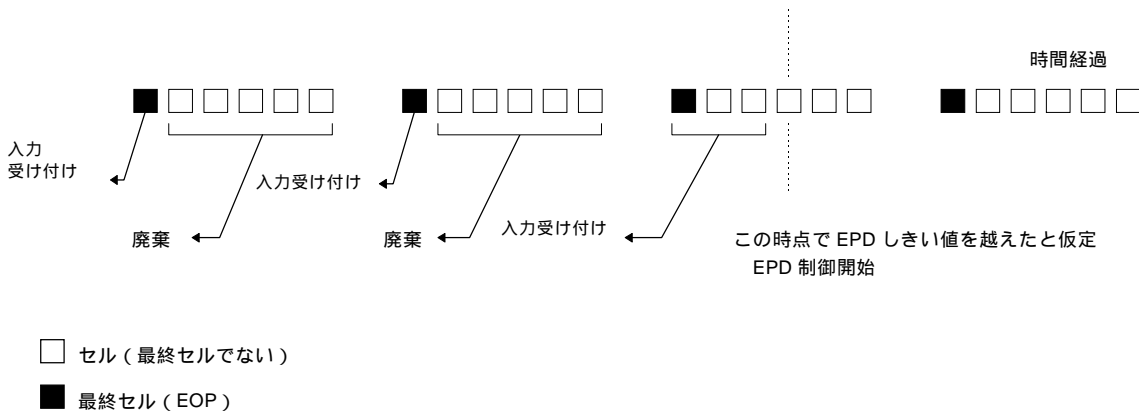 時間経過
入力
受け付け
入力受け付け
廃棄
廃棄
入力受け付け
この時点で EPD しきい値を越えたと仮定
EPD 制御開始
セル ( 最終セルでない )
最終セル ( EOP )